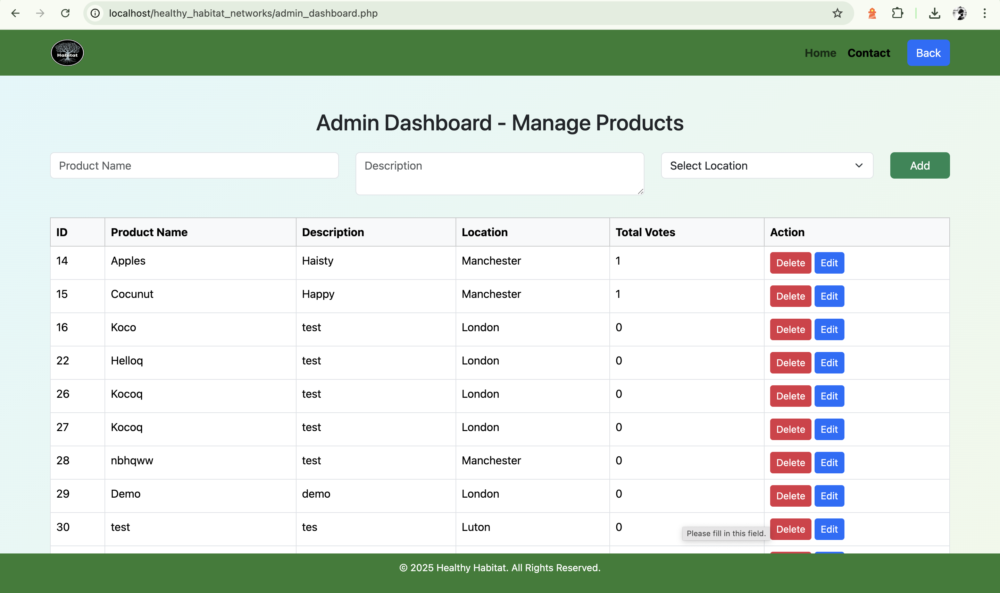 localhost/healthy_habitat_networks/admin_dashboard.php
Habitat
Home Contact Back
Admin Dashboard - Manage Products
Product Name Description Select Location Add
ID Product Name Description Location Total Votes Action
14 Apples Haisty Manchester 1 Delete Edit
15 Cocunut Happy Manchester 1 Delete Edit
16 Koco test London 0 Delete Edit
22 Helloq test London 0 Delete Edit
26 Kocoq test London 0 Delete Edit
27 Kocoq test London 0 Delete Edit
28 nbhqww test Manchester 0 Delete Edit
29 Demo demo London 0 Delete Edit
30 test tes Luton 0 Delete Edit
Please fill in this field.
© 2025 Healthy Habitat. All Rights Reserved.